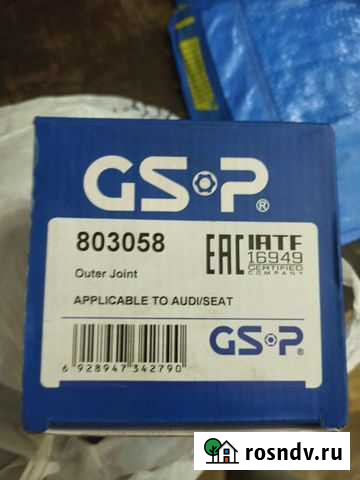 GSP®
803058
Outer Joint
APPLICABLE TO AUDI/SEAT
EAC
IATF
16949
CERTIFIED
COMPANY
6 928947 342790
GSP®
rosndv.ru